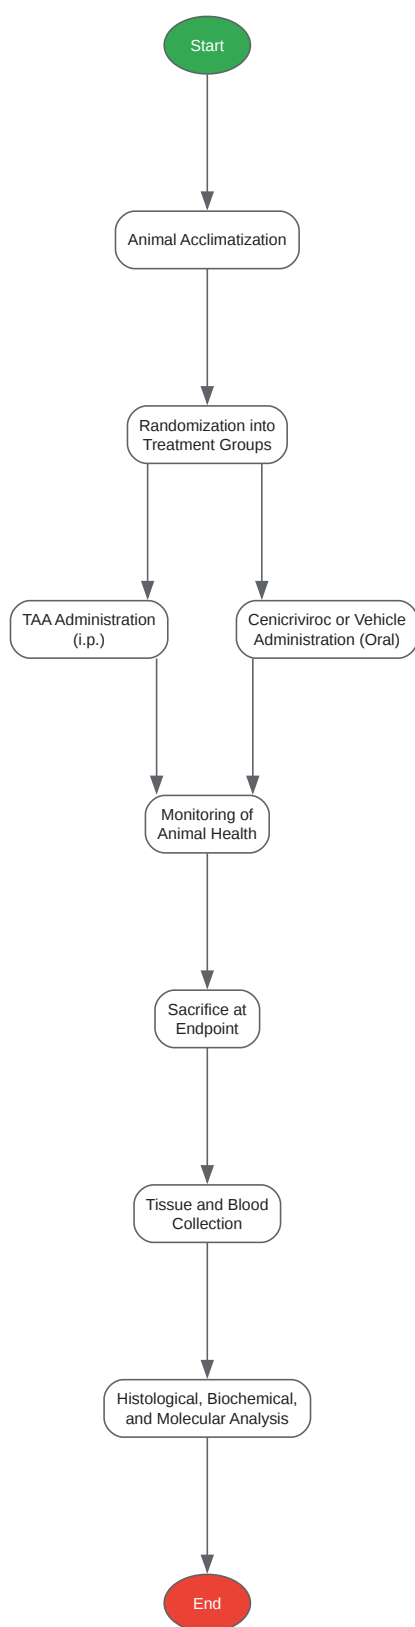 Start
Animal Acclimatization
Randomization into
Treatment Groups
TAA Administration
(i.p.)
Cenicriviroc or Vehicle
Administration (Oral)
Monitoring of
Animal Health
Sacrifice at
Endpoint
Tissue and Blood
Collection
Histological, Biochemical,
and Molecular Analysis
End